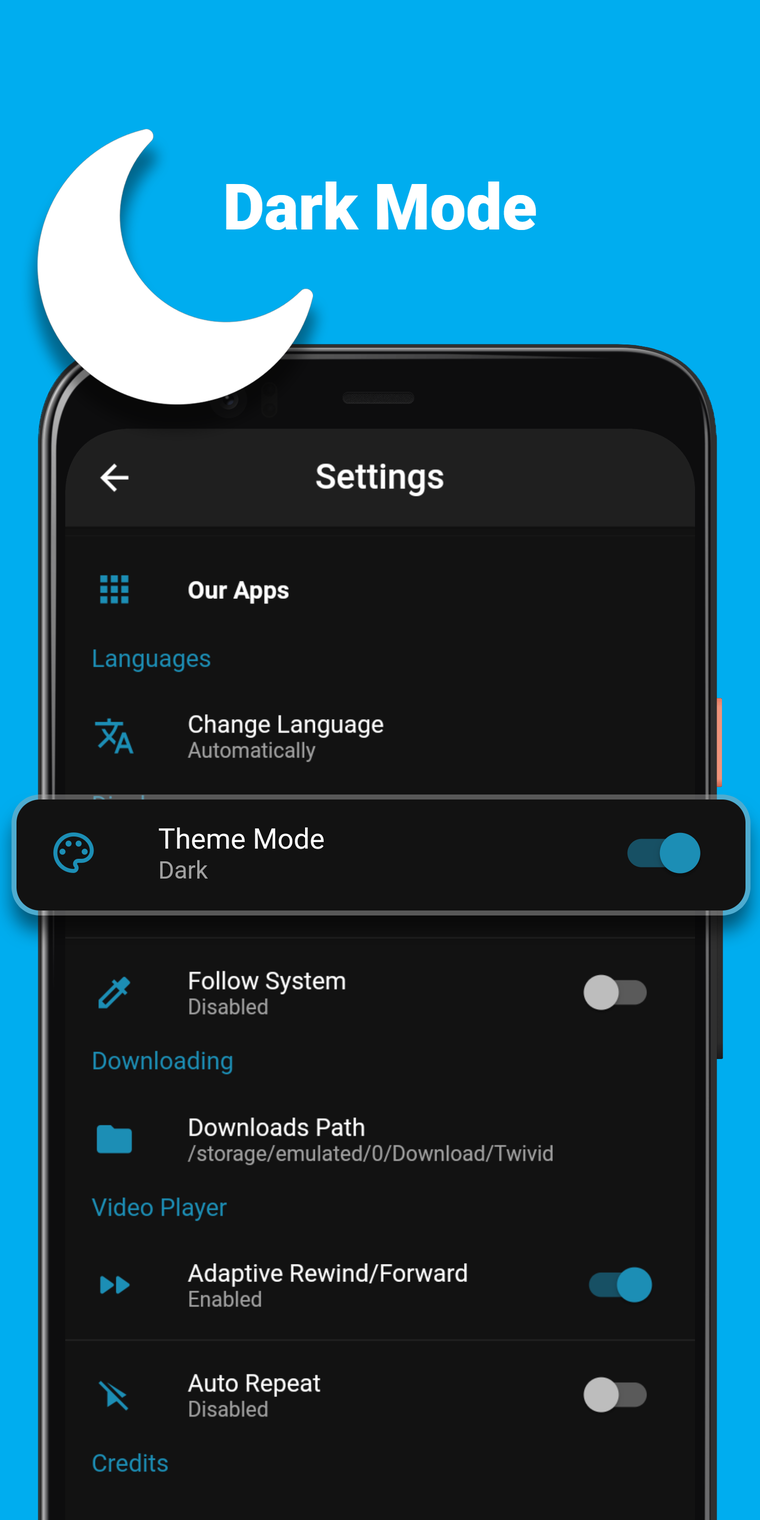 Dark Mode
Settings
Our Apps
Languages
Change Language
Automatically
Theme Mode
Dark
Follow System
Disabled
Downloading
Downloads Path
/storage/emulated/0/Download/Twivid
Video Player
Adaptive Rewind/Forward
Enabled
Auto Repeat
Disabled
Credits